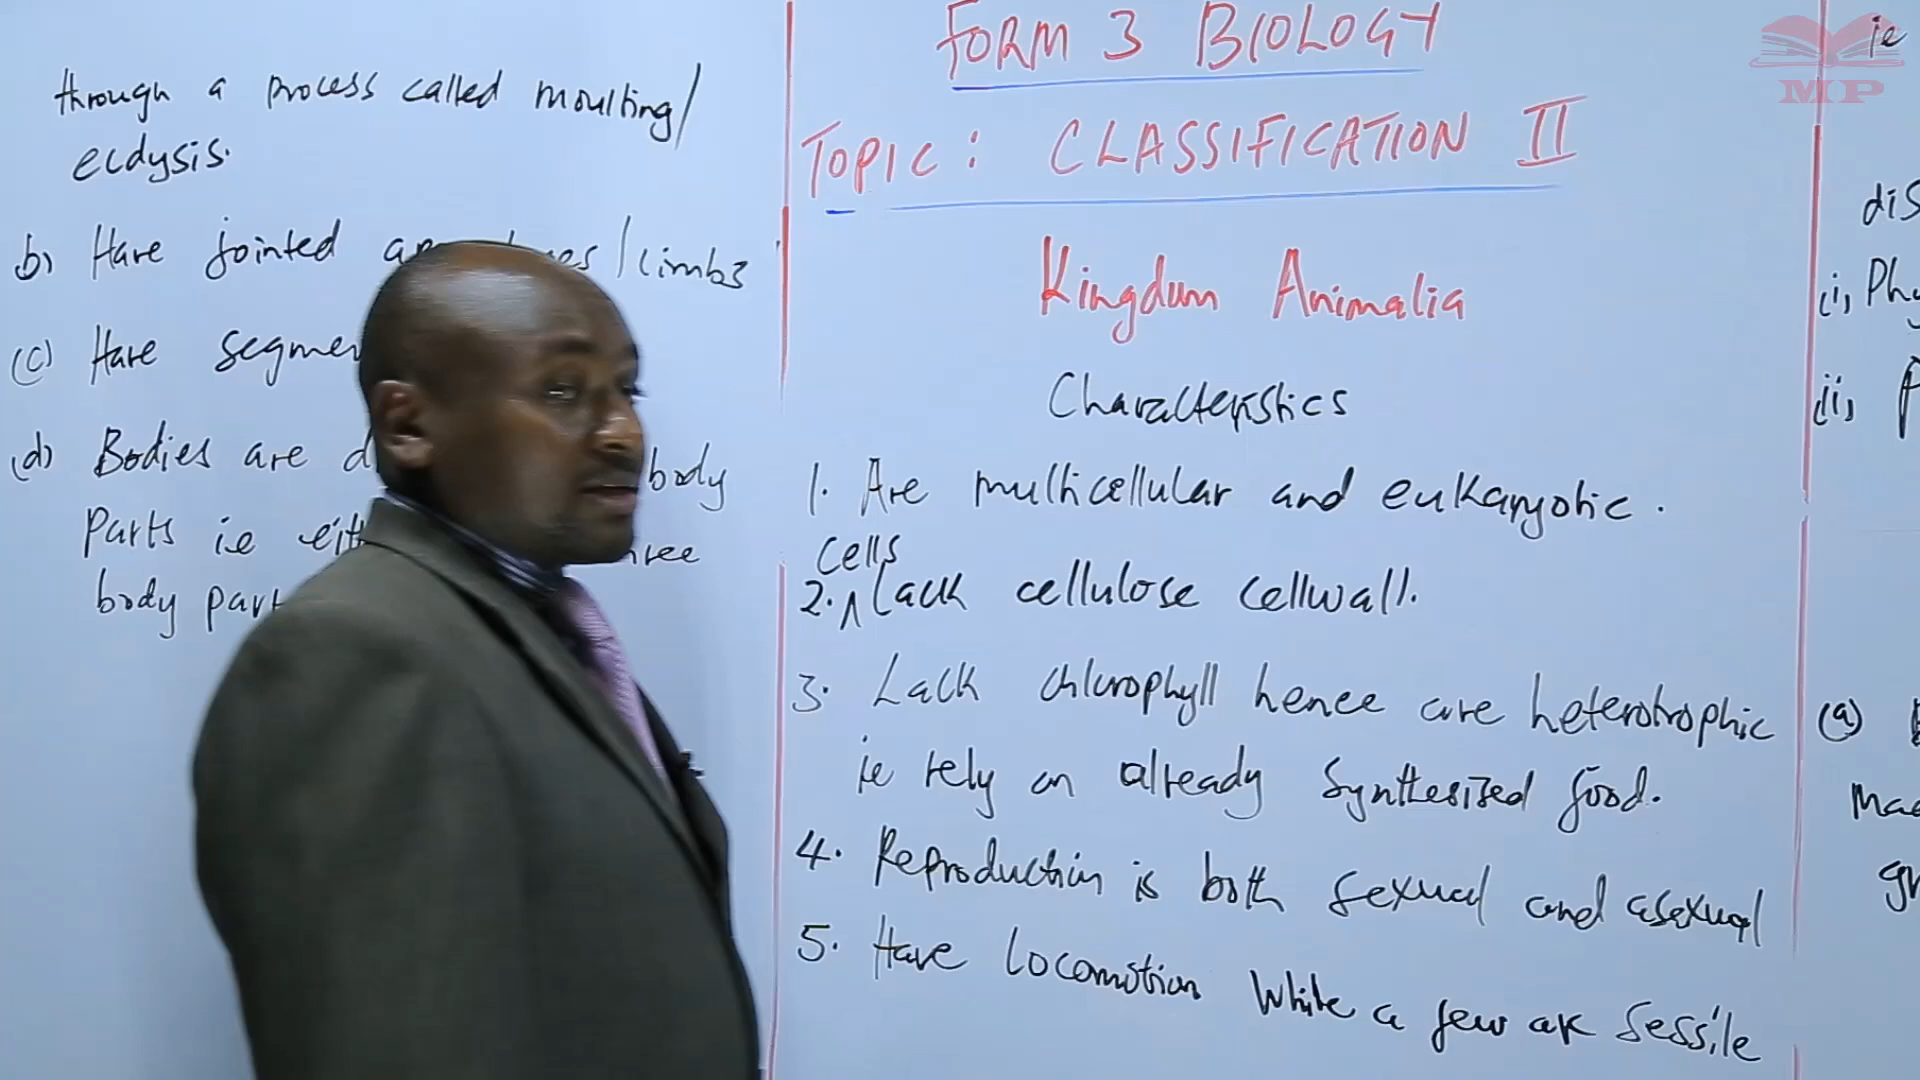 through a process called moulting/
ecdysis.
b) Have jointed /limbs
(c) Have
(d) Bodies are body
Parts ie
body
FORM 3 BIOLOGY
TOPIC: CLASSIFICATION II
Kingdom Animalia
Characteristics
1. Are multicellular and eukaryotic.
cells
2. ^ Lack cellulose cellwall.
3. Lack chlorophyll hence are heterotrophic
ie rely on already synthesized food.
4. Reproduction is both sexual and asexual
5. Have locomotion While a few are sessile
MP
ie
(i)
(ii)
(a)